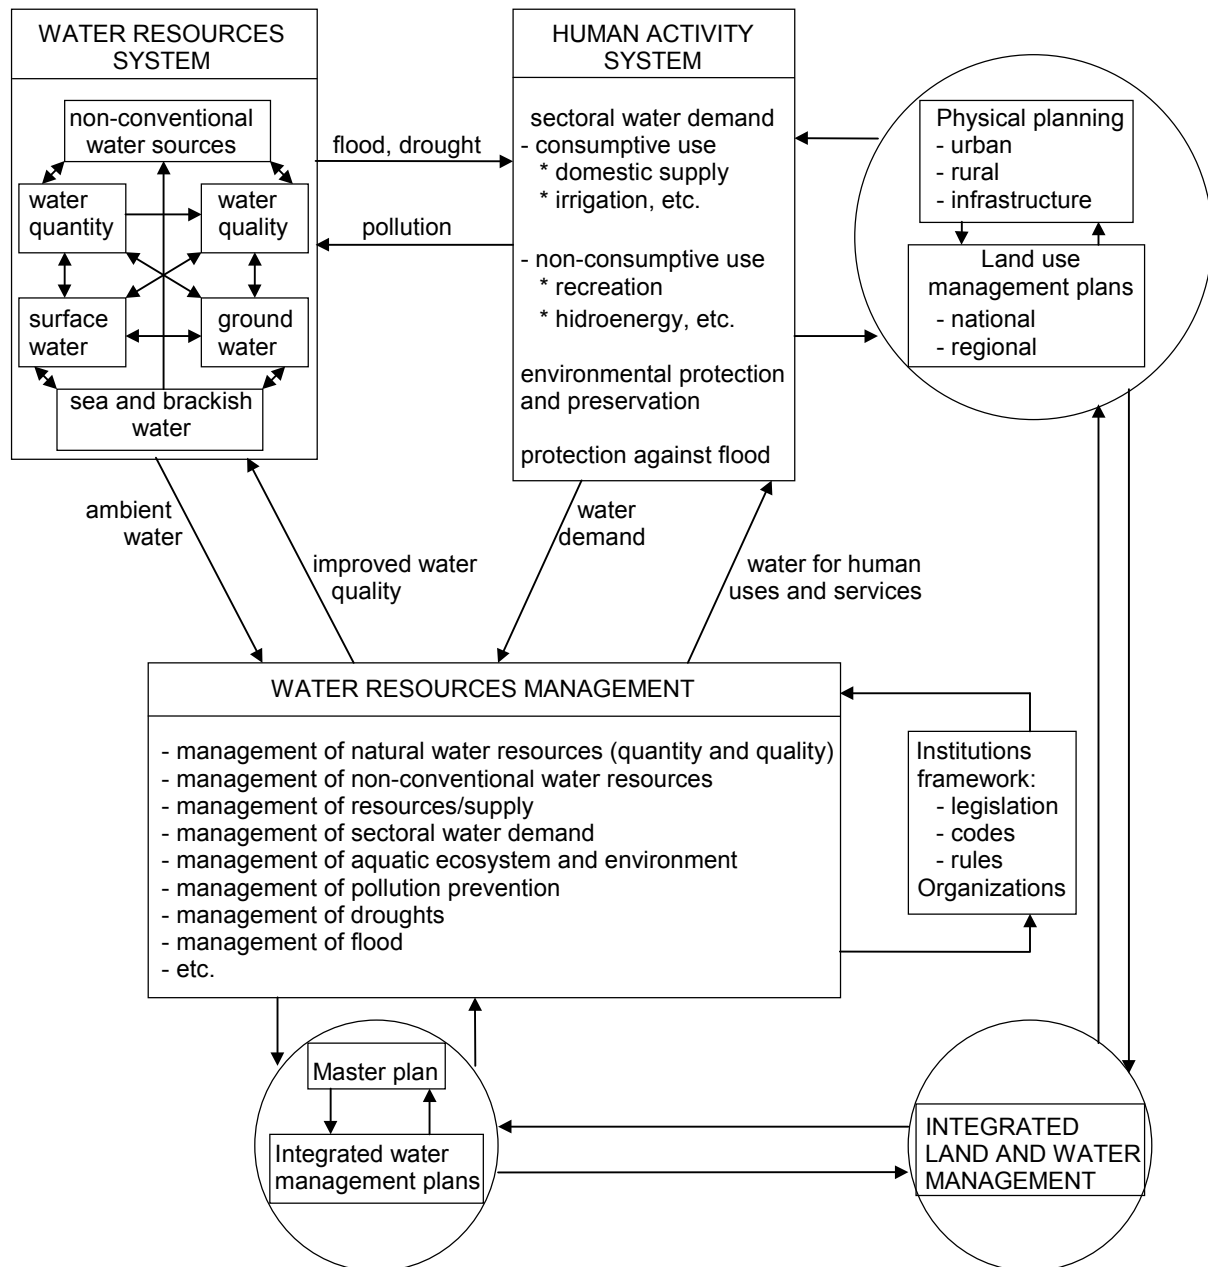 WATER RESOURCES
SYSTEM
non-conventional
water sources
water
quantity
water
quality
surface
water
ground
water
sea and brackish
water
flood, drought
pollution
HUMAN ACTIVITY
SYSTEM
sectoral water demand
- consumptive use
* domestic supply
* irrigation, etc.
- non-consumptive use
* recreation
* hidroenergy, etc.
environmental protection
and preservation
protection against flood
Physical planning
- urban
- rural
- infrastructure
Land use
management plans
- national
- regional
ambient
water
improved water
quality
water
demand
water for human
uses and services
WATER RESOURCES MANAGEMENT
- management of natural water resources (quantity and quality)
- management of non-conventional water resources
- management of resources/supply
- management of sectoral water demand
- management of aquatic ecosystem and environment
- management of pollution prevention
- management of droughts
- management of flood
- etc.
Institutions
framework:
- legislation
- codes
- rules
Organizations
Master plan
Integrated water
management plans
INTEGRATED
LAND AND WATER
MANAGEMENT